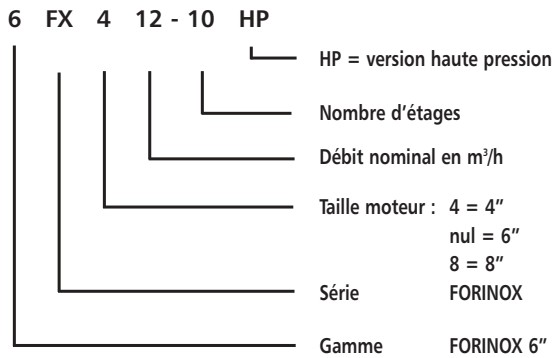 6 FX 4 12 - 10 HP
HP = version haute pression
Nombre d’étages
Débit nominal en m³/h
Taille moteur : 4 = 4”
nul = 6”
8 = 8”
Série FORINOX
Gamme FORINOX 6”